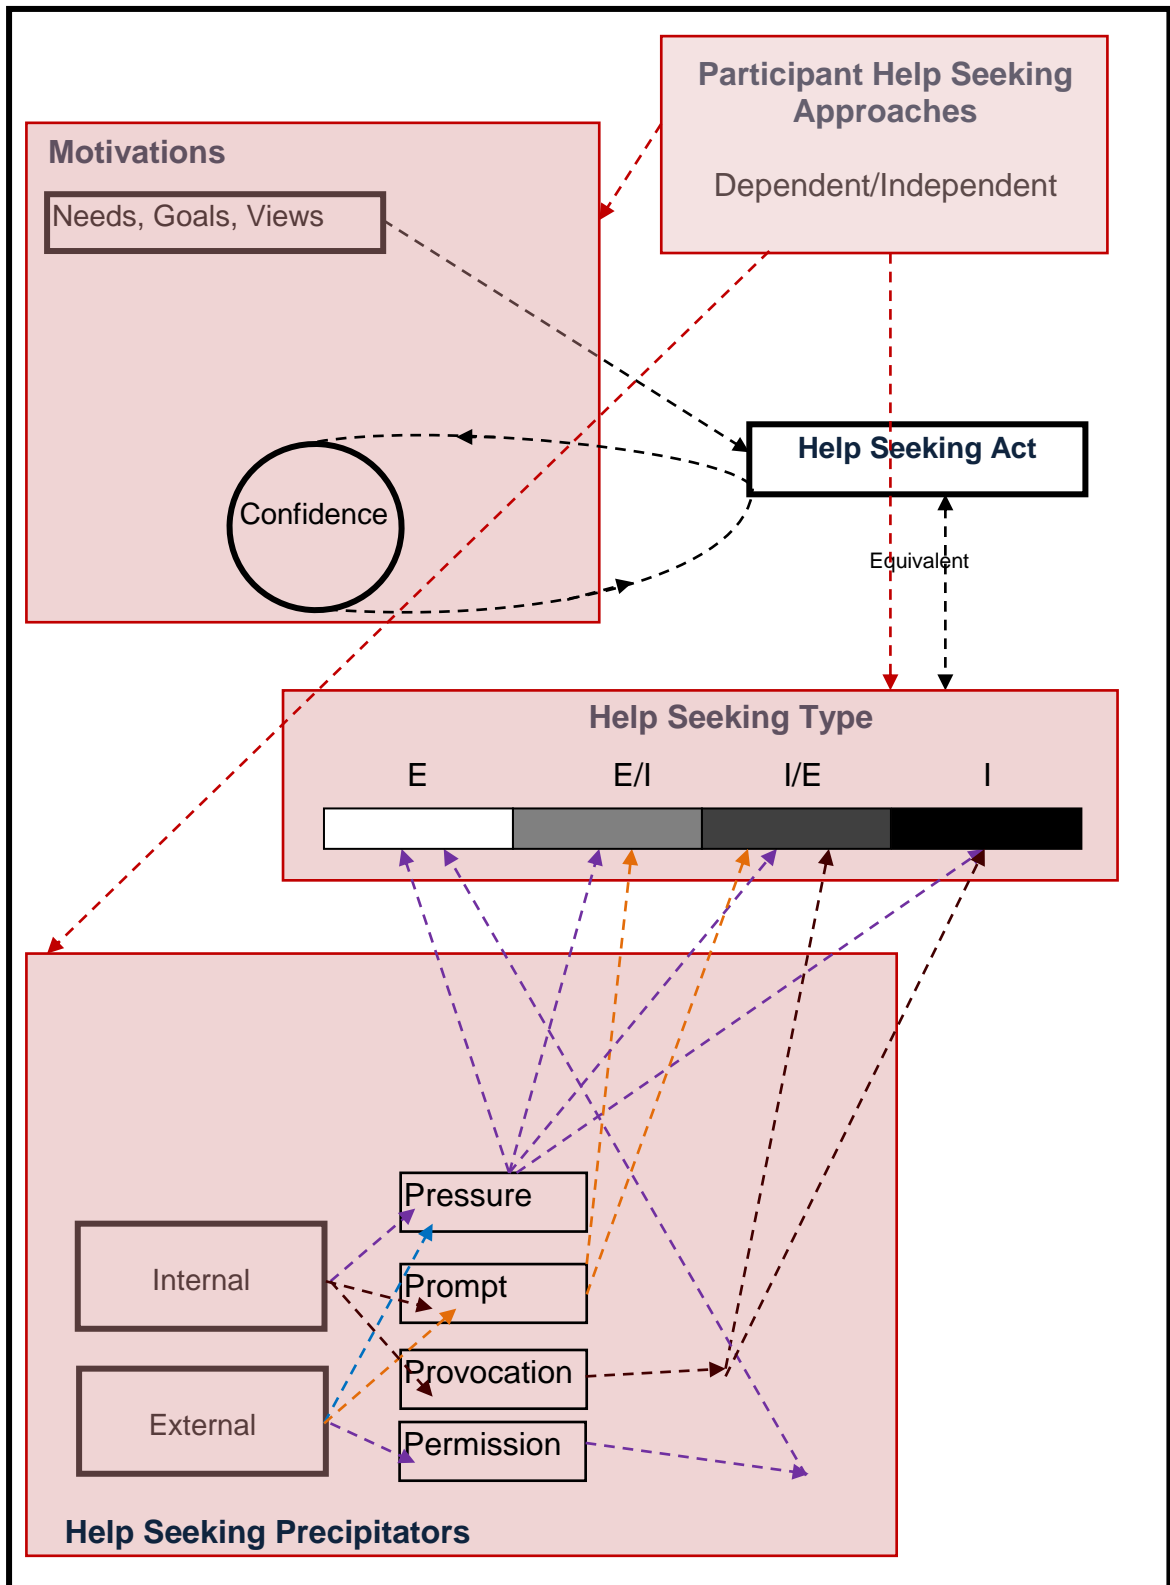 Participant Help Seeking
Approaches
Dependent/Independent
Motivations
Needs, Goals, Views
Help Seeking Act
Confidence
Equivalent
Help Seeking Type
E E/I I/E I
Pressure
Internal
Prompt
Provocation
External
Permission
Help Seeking Precipitators